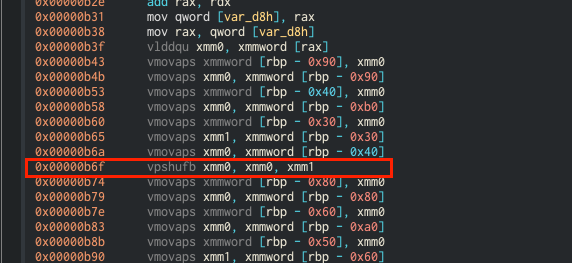 0x00000b2e add rax, rdx
0x00000b31 mov qword [var_d8h], rax
0x00000b38 mov rax, qword [var_d8h]
0x00000b3f vlddqu xmm0, xmmword [rax]
0x00000b43 vmovaps xmmword [rbp - 0x90], xmm0
0x00000b4b vmovaps xmm0, xmmword [rbp - 0x90]
0x00000b53 vmovaps xmmword [rbp - 0x40], xmm0
0x00000b58 vmovaps xmm0, xmmword [rbp - 0xb0]
0x00000b60 vmovaps xmmword [rbp - 0x30], xmm0
0x00000b65 vmovaps xmm1, xmmword [rbp - 0x30]
0x00000b6a vmovaps xmm0, xmmword [rbp - 0x40]
0x00000b6f vpshufb xmm0, xmm0, xmm1
0x00000b74 vmovaps xmmword [rbp - 0x80], xmm0
0x00000b79 vmovaps xmm0, xmmword [rbp - 0x80]
0x00000b7e vmovaps xmmword [rbp - 0x60], xmm0
0x00000b83 vmovaps xmm0, xmmword [rbp - 0xa0]
0x00000b8b vmovaps xmmword [rbp - 0x50], xmm0
0x00000b90 vmovaps xmm1, xmmword [rbp - 0x60]